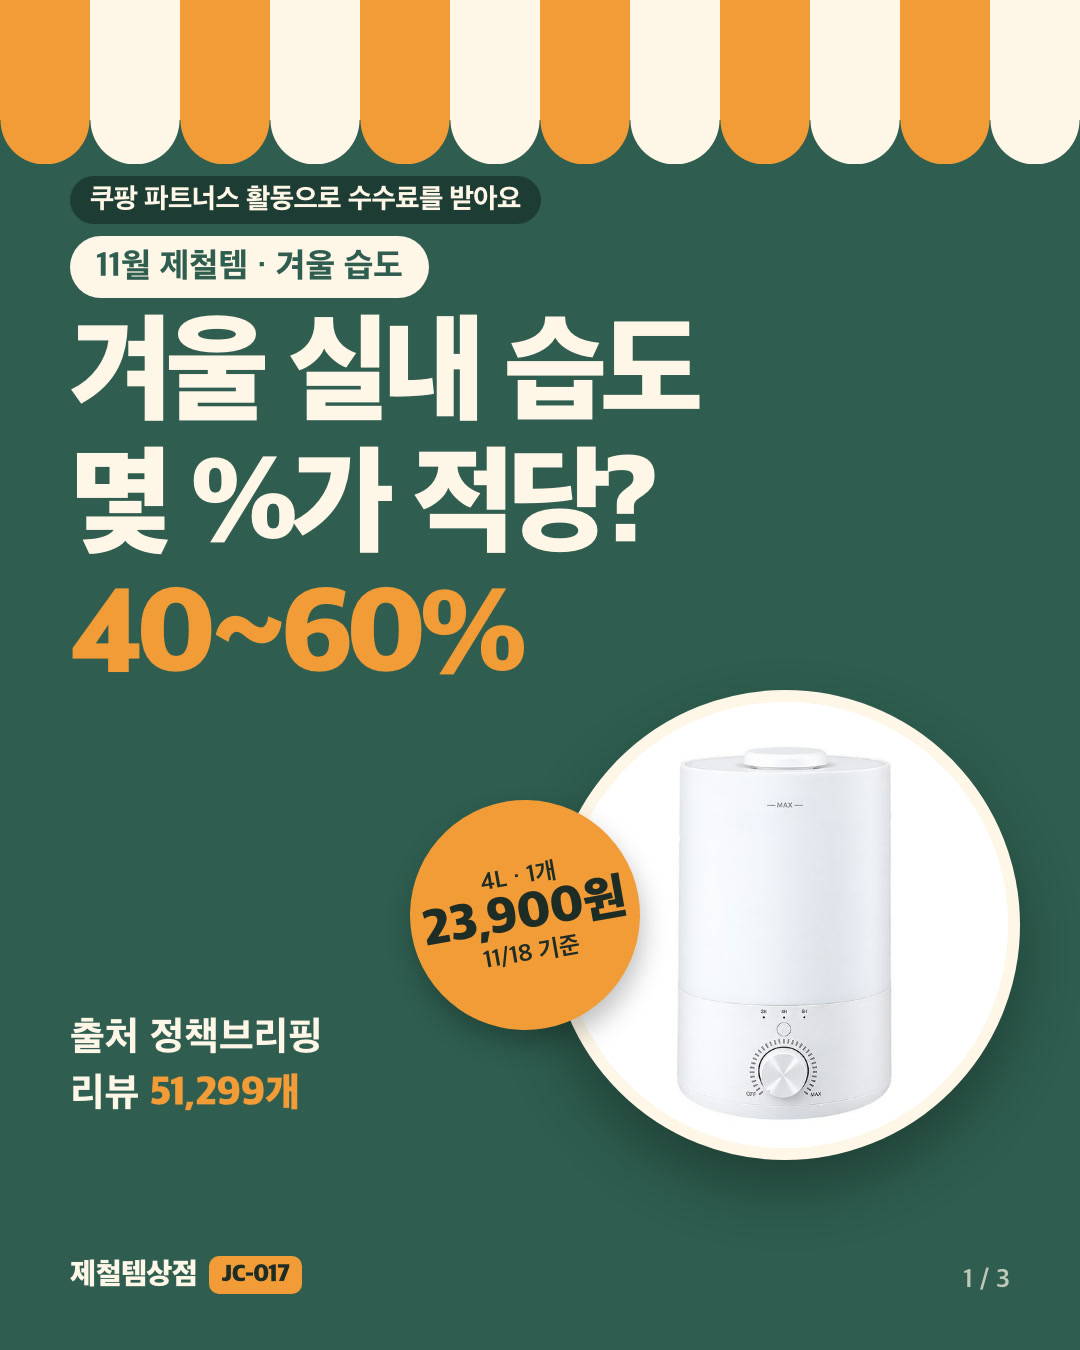 쿠팡 파트너스 활동으로 수수료를 받아요
11월 제철템 · 겨울 습도
겨울 실내 습도
몇 %가 적당?
40~60%
— MAX —
4L · 1개
23,900원
11/18 기준
2H 4H 8H
OFF MAX
출처 정책브리핑
리뷰 51,299개
제철템상점 JC-017
1 / 3